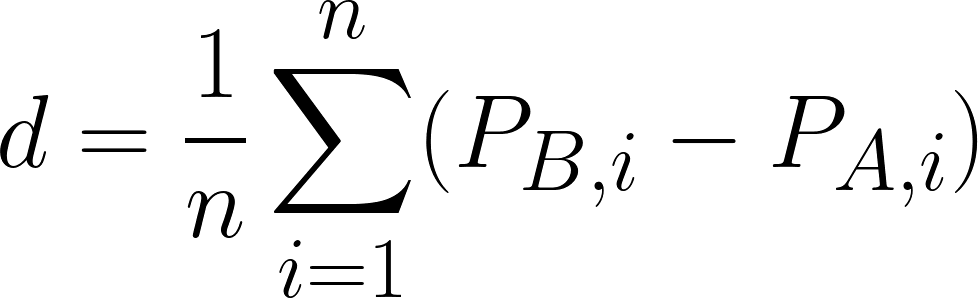 d = \frac{1}{n} \sum_{i=1}^{n} (P_{B,i} - P_{A,i})